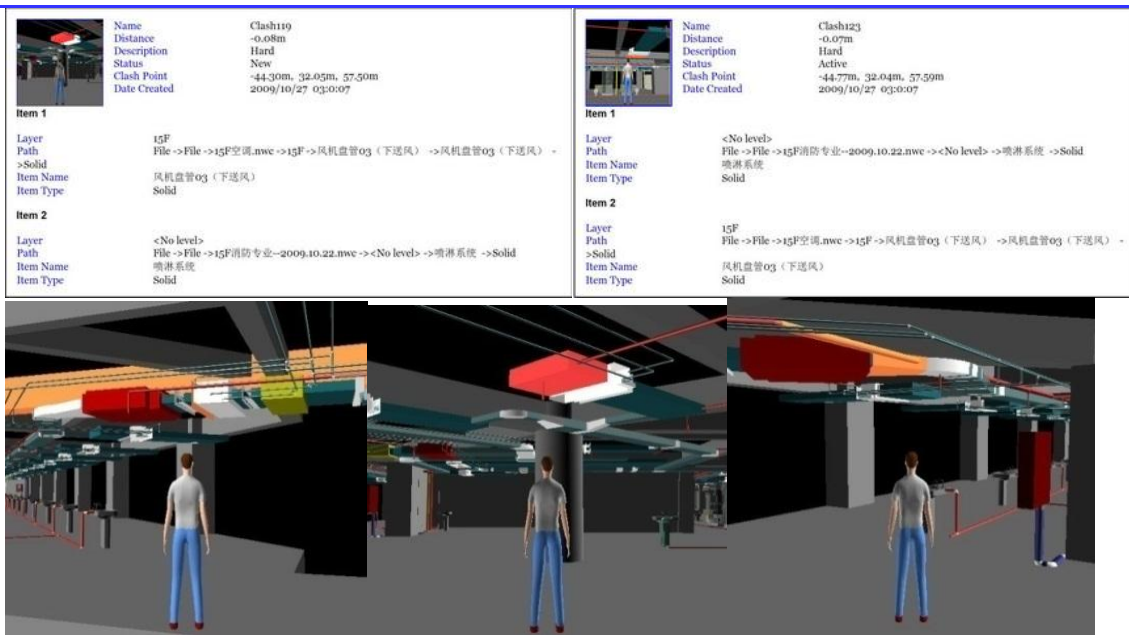 Name Clash119
Distance -0.08m
Description Hard
Status New
Clash Point -44.30m, 32.05m, 57.50m
Date Created 2009/10/27 03:0:07
Item 1
Layer 15F
Path File ->File ->15F空调.nwc ->15F ->风机盘管03（下送风） ->风机盘管03（下送风） -
>Solid
Item Name 风机盘管03（下送风）
Item Type Solid
Item 2
Layer <No level>
Path File ->File ->15F消防专业--2009.10.22.nwc -><No level> ->喷淋系统 ->Solid
Item Name 喷淋系统
Item Type Solid
Name Clash123
Distance -0.07m
Description Hard
Status Active
Clash Point -44.77m, 32.04m, 57.59m
Date Created 2009/10/27 03:0:07
Item 1
Layer <No level>
Path File ->File ->15F消防专业--2009.10.22.nwc -><No level> ->喷淋系统 ->Solid
Item Name 喷淋系统
Item Type Solid
Item 2
Layer 15F
Path File ->File ->15F空调.nwc ->15F ->风机盘管03（下送风） ->风机盘管03（下送风） -
>Solid
Item Name 风机盘管03（下送风）
Item Type Solid